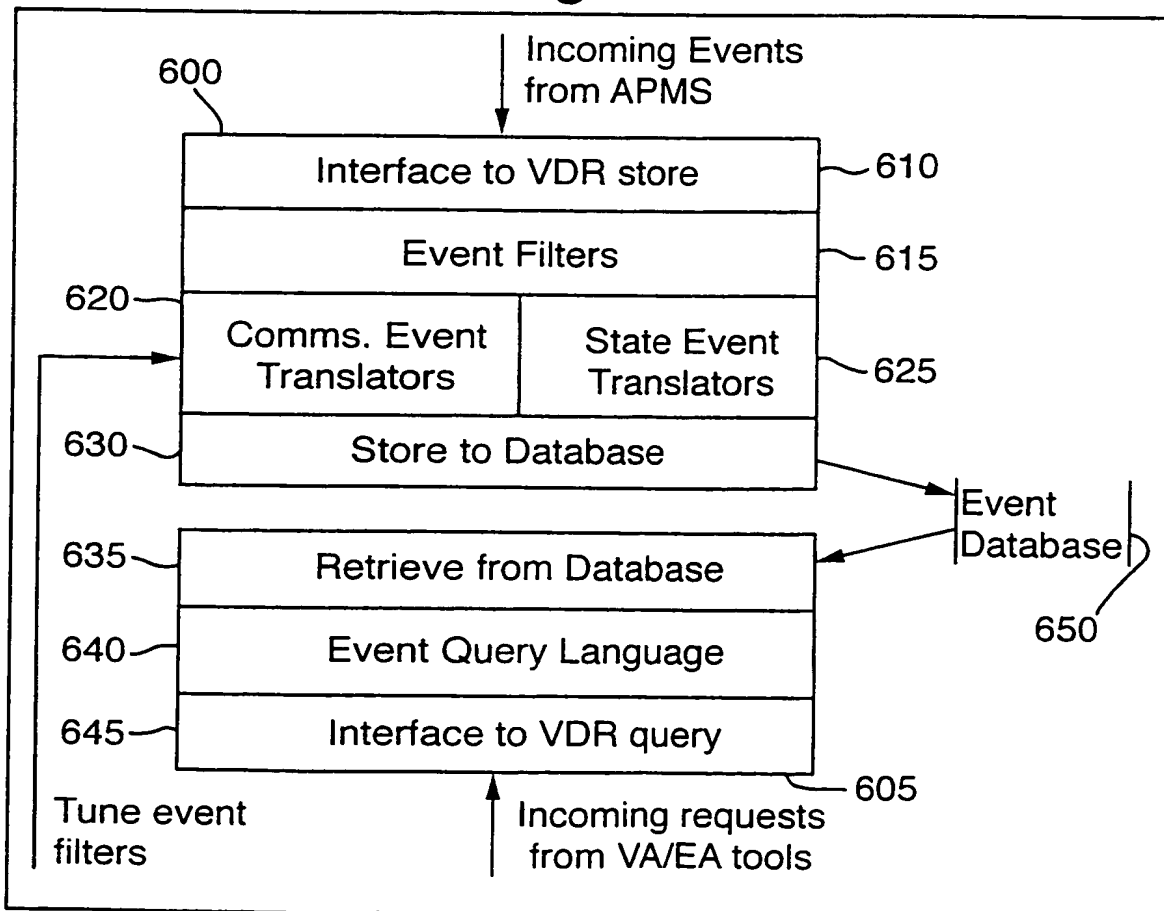 Incoming Events
from APMS
600
Interface to VDR store
610
Event Filters
615
620
Comms. Event
Translators
State Event
Translators
625
630
Store to Database
Event
Database
650
635
Retrieve from Database
640
Event Query Language
645
Interface to VDR query
605
Tune event
filters
Incoming requests
from VA/EA tools